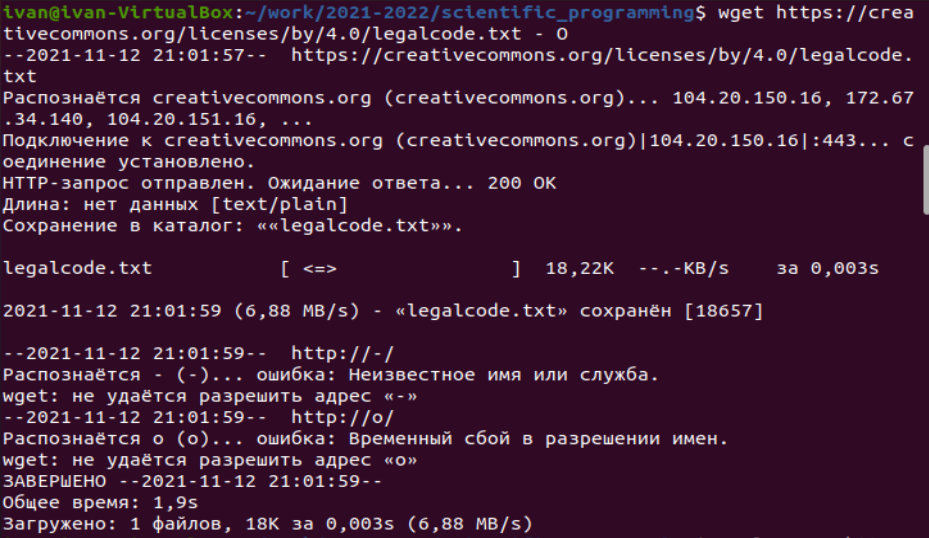 ivan@ivan-VirtualBox:~/work/2021-2022/scientific_programming$ wget https://crea
tivecommons.org/licenses/by/4.0/legalcode.txt - O
--2021-11-12 21:01:57--  https://creativecommons.org/licenses/by/4.0/legalcode.
txt
Распознаётся creativecommons.org (creativecommons.org)... 104.20.150.16, 172.67
.34.140, 104.20.151.16, ...
Подключение к creativecommons.org (creativecommons.org)|104.20.150.16|:443... с
оединение установлено.
HTTP-запрос отправлен. Ожидание ответа... 200 OK
Длина: нет данных [text/plain]
Сохранение в каталог: ««legalcode.txt»».
legalcode.txt           [ <=>                ]  18,22K  --.-KB/s    за 0,003s
2021-11-12 21:01:59 (6,88 MB/s) - «legalcode.txt» сохранён [18657]
--2021-11-12 21:01:59--  http://-/
Распознаётся - (-)... ошибка: Неизвестное имя или служба.
wget: не удаётся разрешить адрес «-»
--2021-11-12 21:01:59--  http://o/
Распознаётся o (o)... ошибка: Временный сбой в разрешении имен.
wget: не удаётся разрешить адрес «o»
ЗАВЕРШЕНО --2021-11-12 21:01:59--
Общее время: 1,9s
Загружено: 1 файлов, 18K за 0,003s (6,88 MB/s)